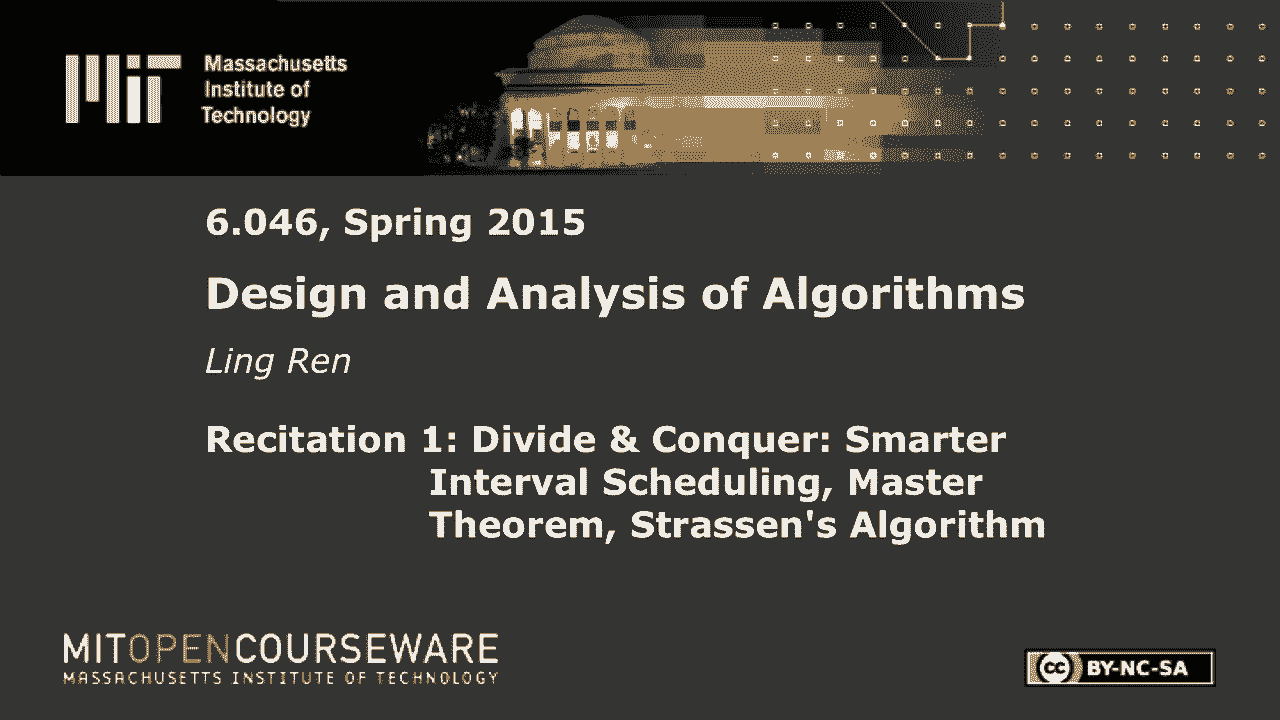 Massachusetts
Institute of
Technology
6.046, Spring 2015
Design and Analysis of Algorithms
Ling Ren
Recitation 1: Divide & Conquer: Smarter
Interval Scheduling, Master
Theorem, Strassen's Algorithm
MITOPENCOURSEWARE
MASSACHUSETTS INSTITUTE OF TECHNOLOGY
cc BY-NC-SA